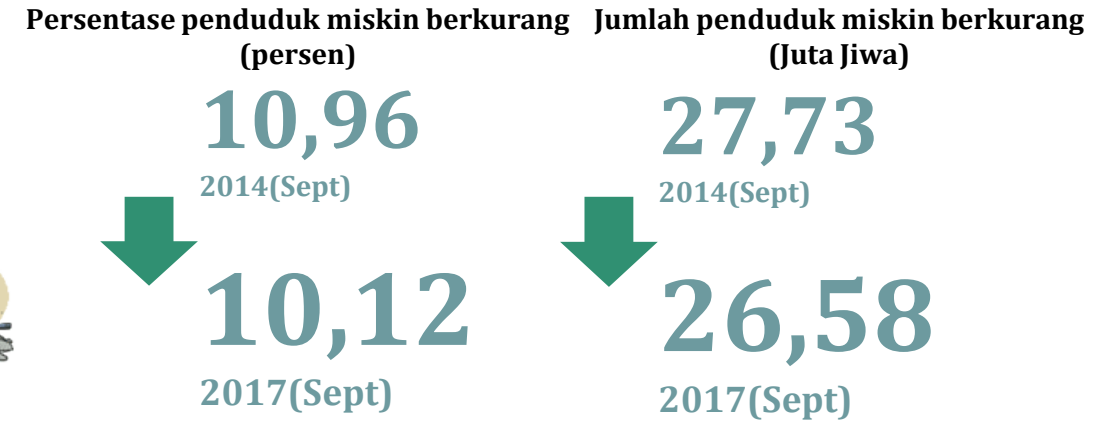 Persentase penduduk miskin berkurang
(persen)
10,96
2014(Sept)
10,12
2017(Sept)
Jumlah penduduk miskin berkurang
(Juta Jiwa)
27,73
2014(Sept)
26,58
2017(Sept)